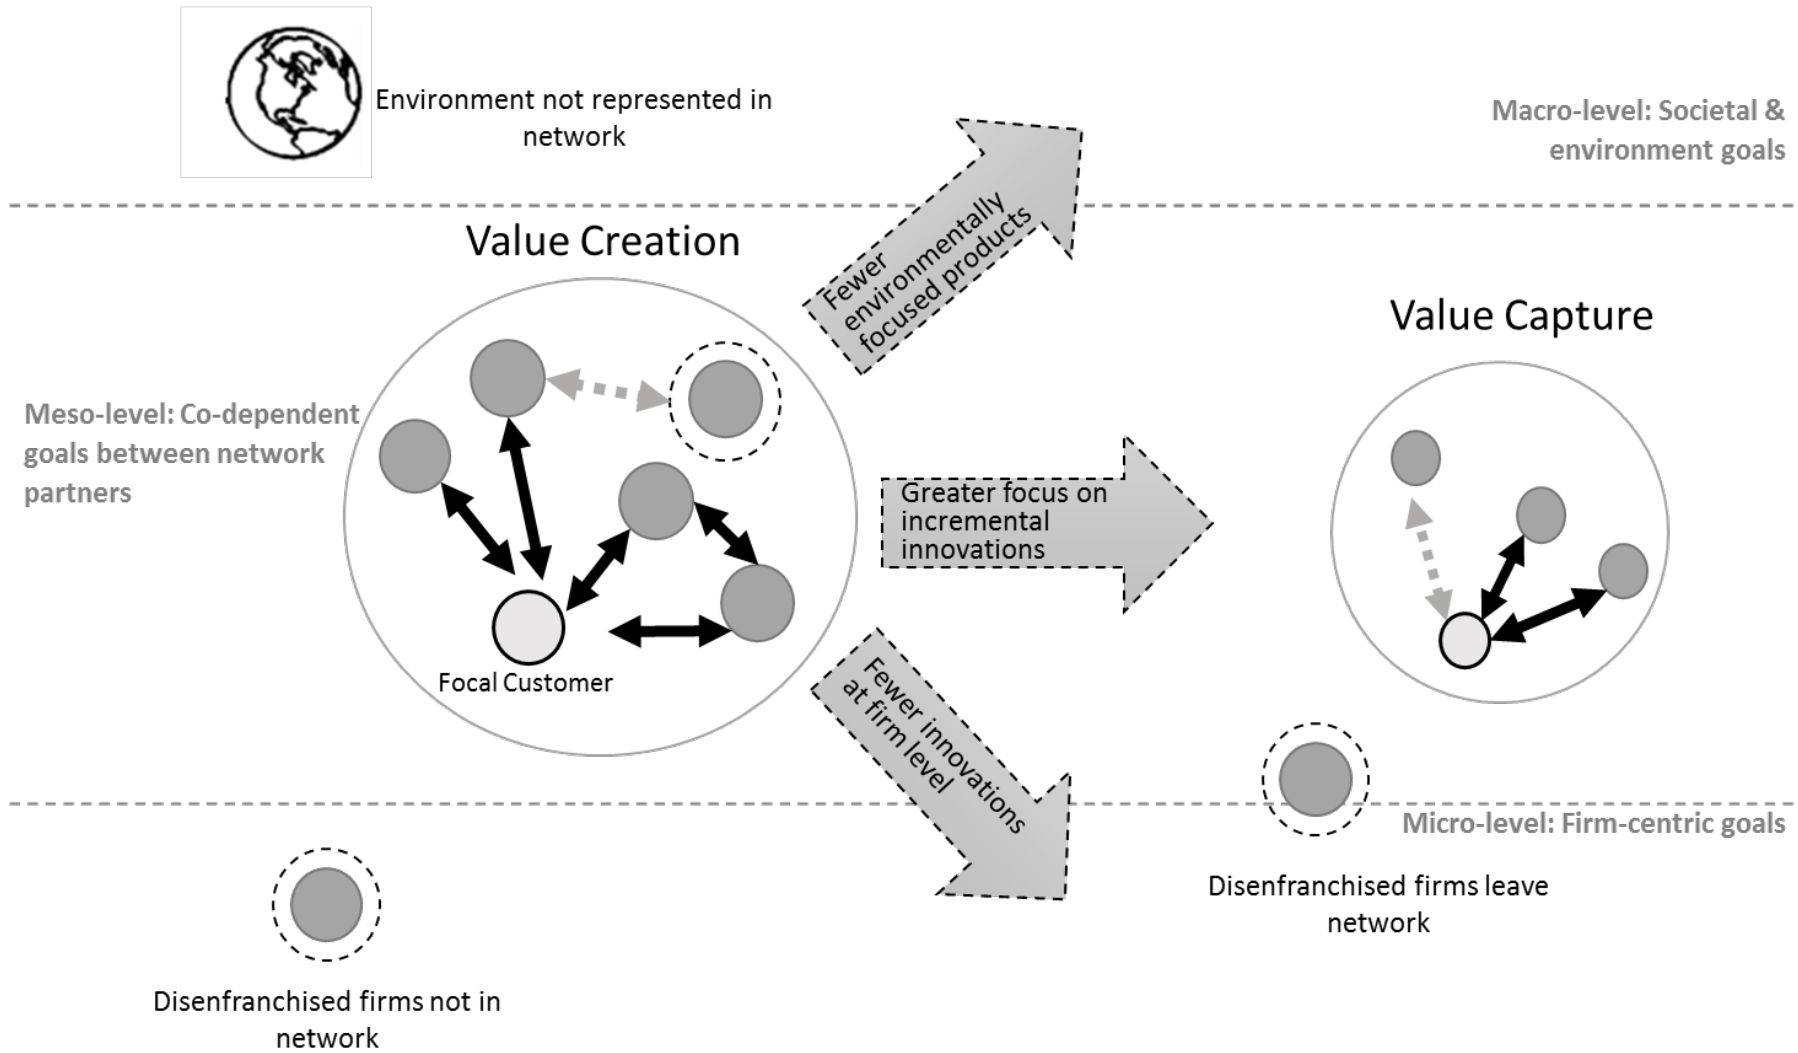 Environment not represented in
network
Macro-level: Societal &
environment goals
Value Creation
Fewer
environmentally
focused products
Value Capture
Meso-level: Co-dependent
goals between network
partners
Greater focus on
incremental
innovations
Focal Customer
Fewer innovations
at firm level
Micro-level: Firm-centric goals
Disenfranchised firms leave
network
Disenfranchised firms not in
network